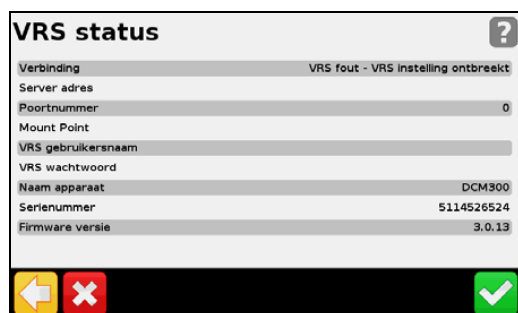 VRS status ?
Verbinding VRS fout - VRS instelling ontbreekt
Server adres
Poortnummer 0
Mount Point
VRS gebruikersnaam
VRS wachtwoord
Naam apparaat DCM300
Serienummer 5114526524
Firmware versie 3.0.13